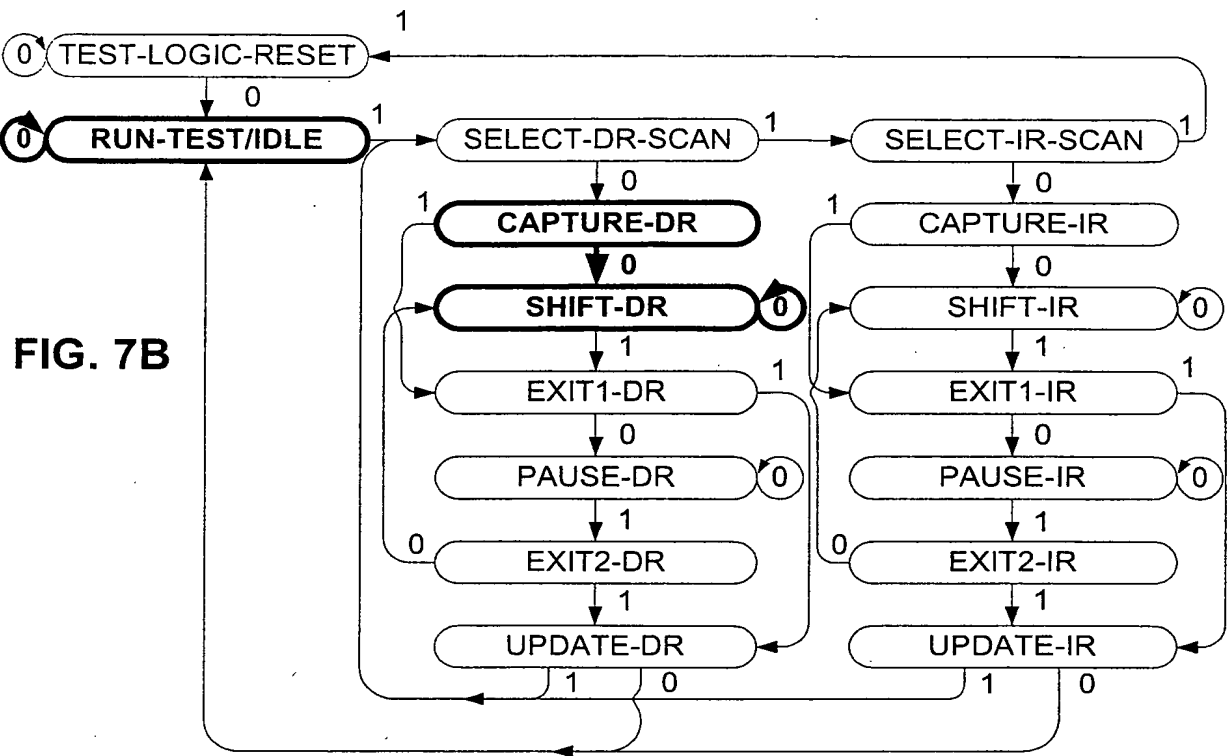 1
0 TEST-LOGIC-RESET
0
1
0 RUN-TEST/IDLE
SELECT-DR-SCAN
1
SELECT-IR-SCAN
1
0
0
1
CAPTURE-DR
1
CAPTURE-IR
0
0
SHIFT-DR 0
SHIFT-IR 0
FIG. 7B
1
1
EXIT1-DR
1
EXIT1-IR
1
0
0
PAUSE-DR 0
PAUSE-IR 0
1
1
0
EXIT2-DR
0
EXIT2-IR
1
1
UPDATE-DR
UPDATE-IR
1 0
1 0